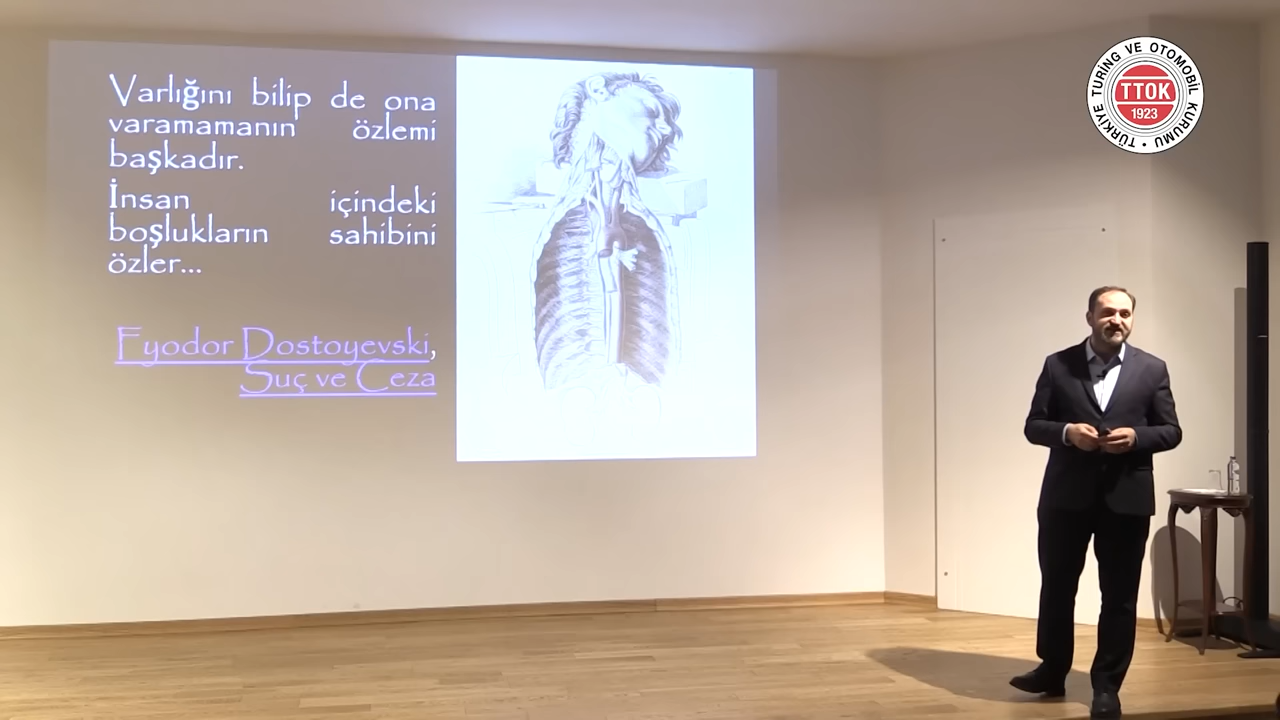 Varlığını bilip de ona
varamamanın özlemi
başkadır.
İnsan içindeki
boşlukların sahibini
özler...
Fyodor Dostoyevski,
Suç ve Ceza
TÜRKİYE TURİNG VE OTOMOBİL KURUMU
TTOK
1923